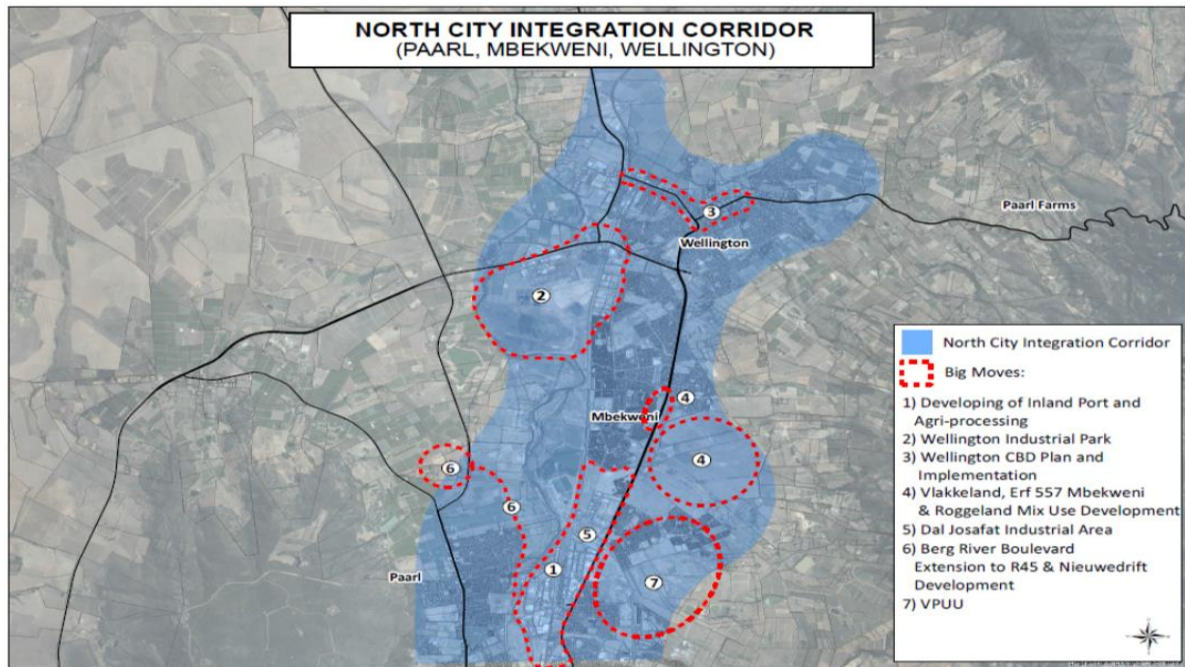 NORTH CITY INTEGRATION CORRIDOR
(PAARL, MBEKWENI, WELLINGTON)
3
Paarl Farms
Wellington
2
North City Integration Corridor
Big Moves:
1) Developing of Inland Port and
Agri-processing
2) Wellington Industrial Park
3) Wellington CBD Plan and
Implementation
4) Vlakkeland, Erf 557 Mbekweni
& Roggeland Mix Use Development
5) Dal Josafat Industrial Area
6) Berg River Boulevard
Extension to R45 & Nieuwedrift
Development
7) VPUU
4
Mbekweni
4
6
6
5
1
Paarl
7